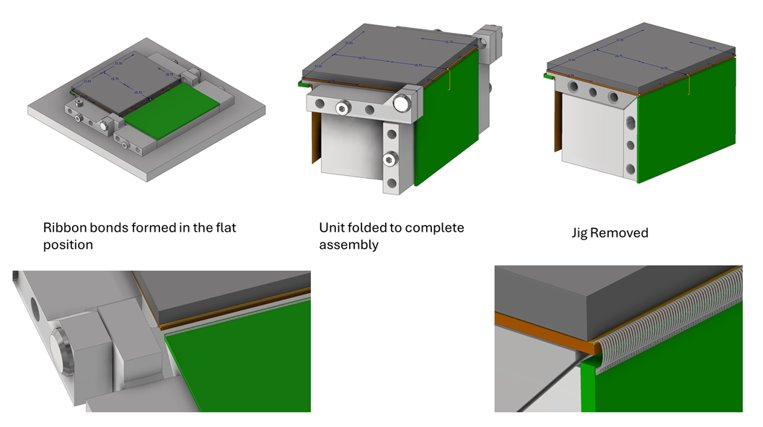 Ribbon bonds formed in the flat
position
Unit folded to complete
assembly
Jig Removed